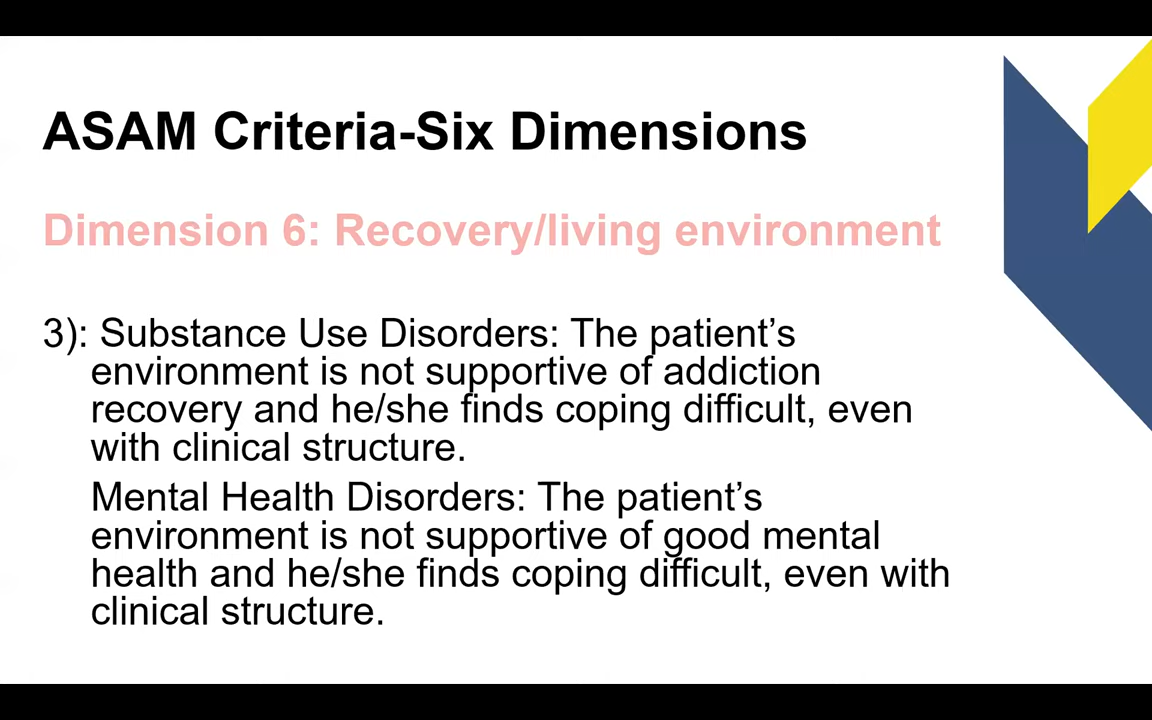 ASAM Criteria-Six Dimensions
Dimension 6: Recovery/living environment
3): Substance Use Disorders: The patient’s
environment is not supportive of addiction
recovery and he/she finds coping difficult, even
with clinical structure.
Mental Health Disorders: The patient’s
environment is not supportive of good mental
health and he/she finds coping difficult, even with
clinical structure.